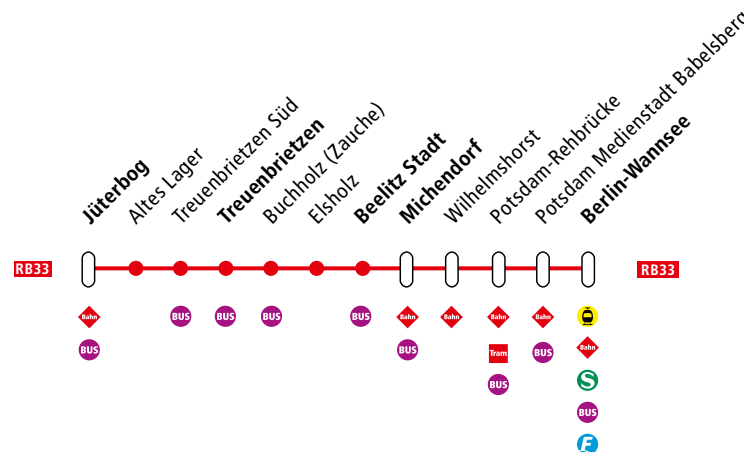 Jüterbog
Altes Lager
Treuenbrietzen Süd
Treuenbrietzen
Buchholz (Zauche)
Elsholz
Beelitz Stadt
Michendorf
Wilhelmshorst
Potsdam-Rehbrücke
Potsdam Medienstadt Babelsberg
Berlin-Wannsee
RB33 RB33
Bahn BUS BUS BUS BUS Bahn Bahn Bahn Bahn
BUS BUS Tram BUS Bahn
BUS S
BUS
F